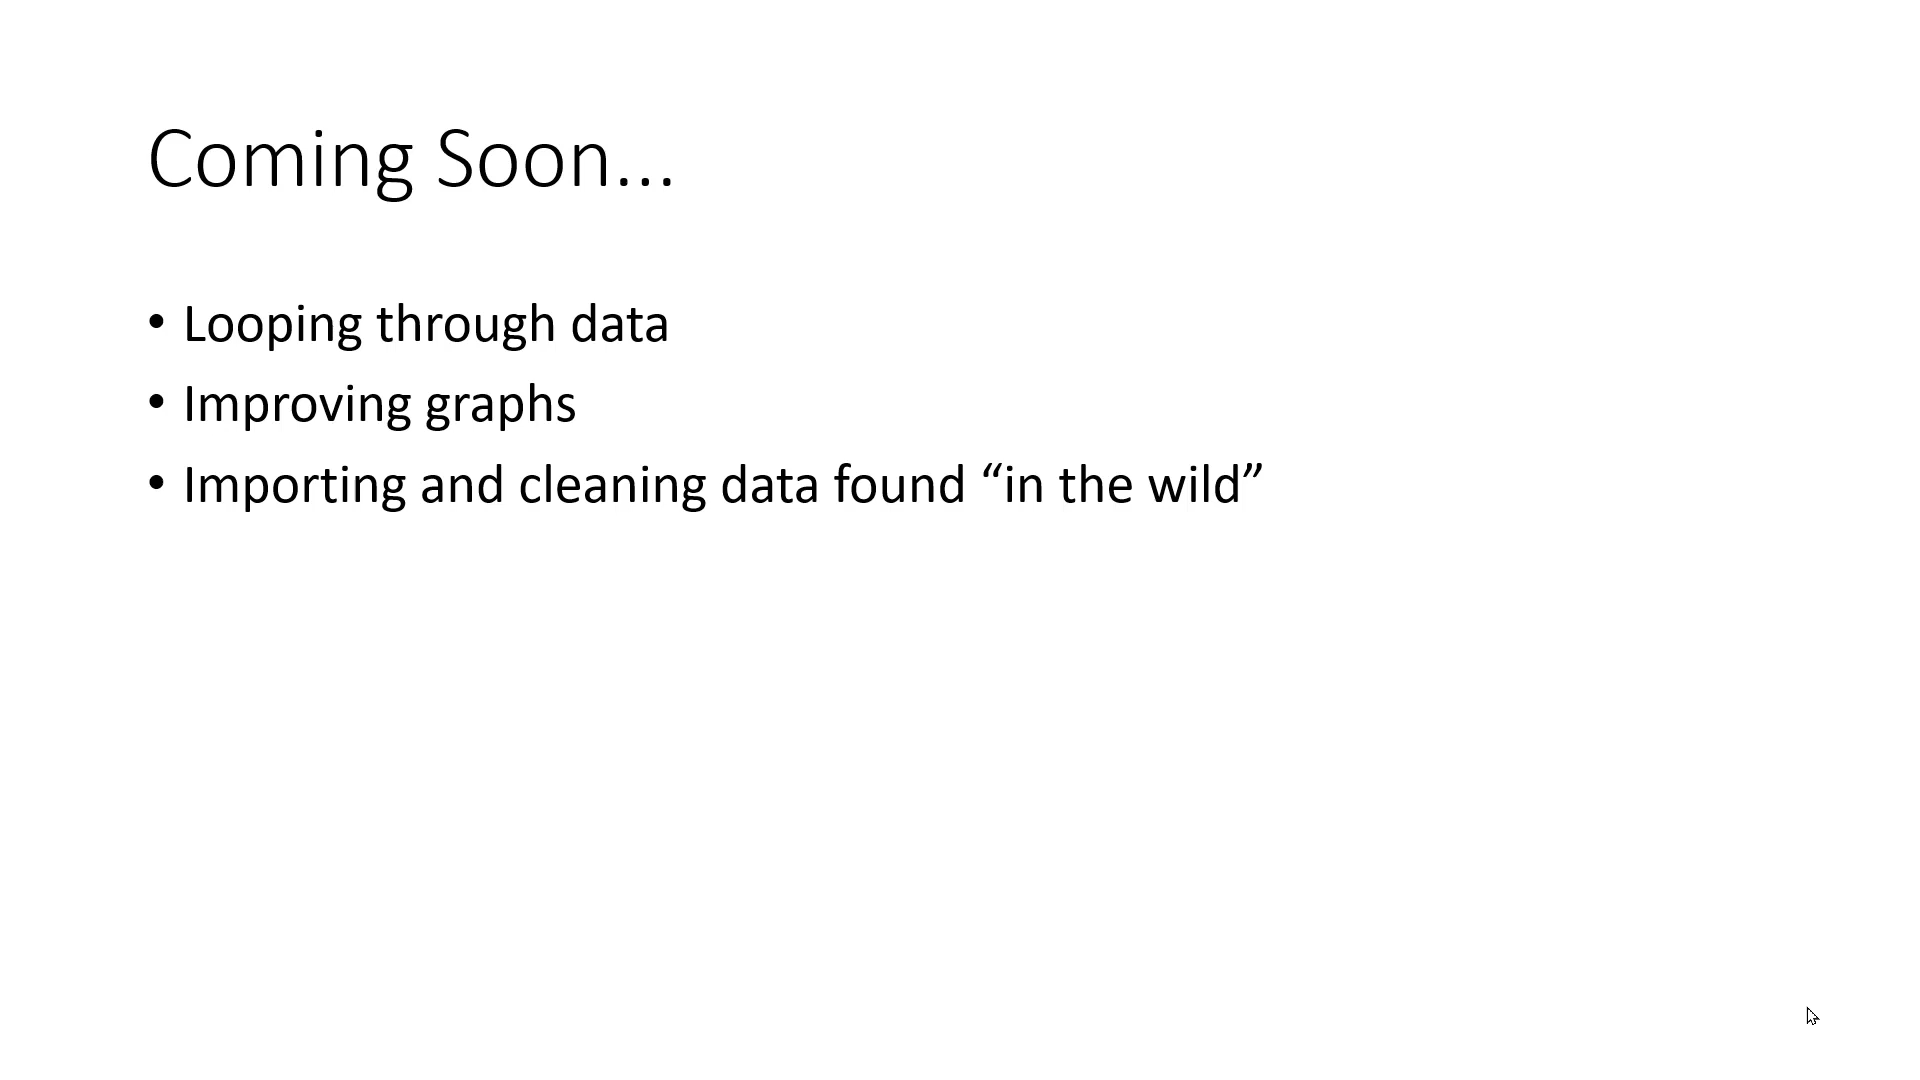 Coming Soon...
• Looping through data
• Improving graphs
• Importing and cleaning data found “in the wild”